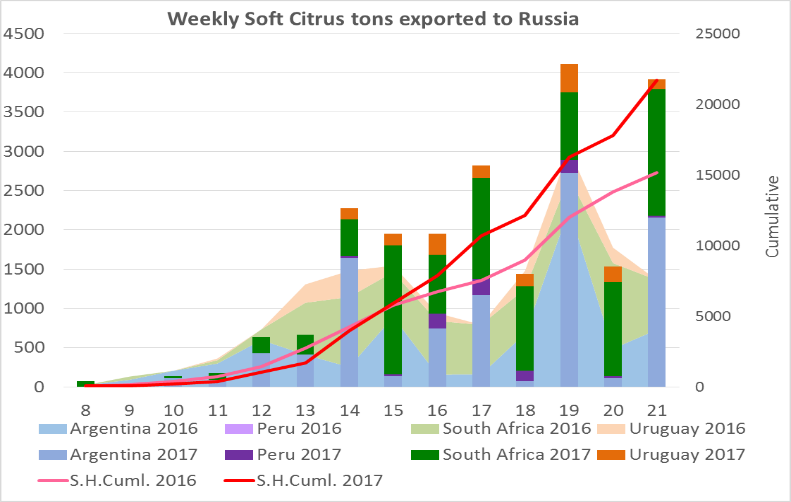 Weekly Soft Citrus tons exported to Russia
4500 25000
4000
3500 20000
3000
2500 15000
2000
1500 10000
1000 5000
500
0 0
Cumulative
8 9 10 11 12 13 14 15 16 17 18 19 20 21
Argentina 2016 Peru 2016 South Africa 2016 Uruguay 2016
Argentina 2017 Peru 2017 South Africa 2017 Uruguay 2017
S.H.Cuml. 2016 S.H.Cuml. 2017